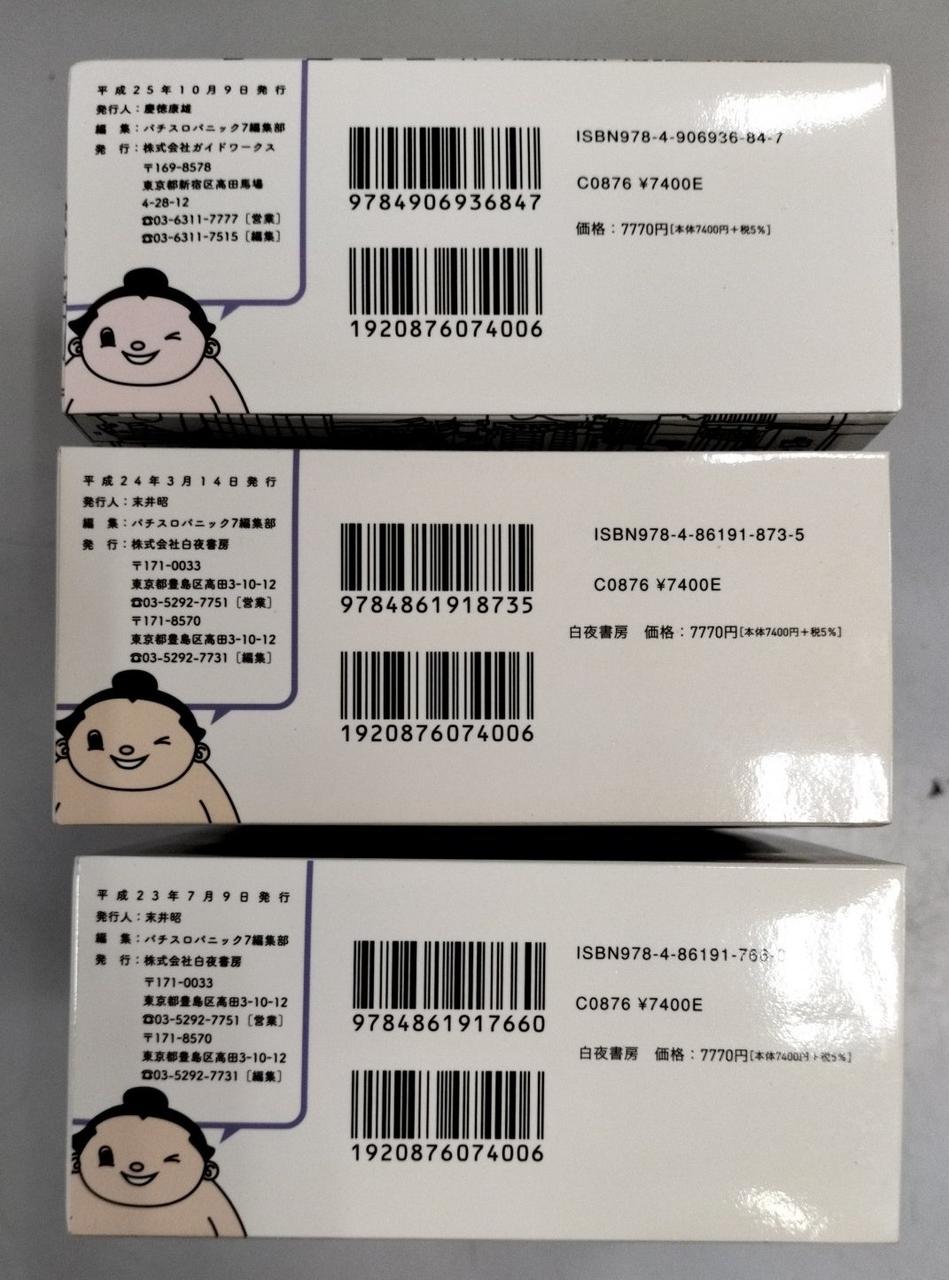 平成25年10月9日発行
発行人：慶徳康雄
編　集：パチスロパニック7編集部
発　行：株式会社ガイドワークス
〒169-8578
東京都新宿区高田馬場
4-28-12
☎03-6311-7777［営業］
☎03-6311-7515［編集］
9784906936847
1920876074006
ISBN978-4-906936-84-7
C0876 ¥7400E
価格：7770円[本体7400円＋税5%]
平成24年3月14日発行
発行人：末井昭
編　集：パチスロパニック7編集部
発　行：株式会社白夜書房
〒171-0033
東京都豊島区高田3-10-12
☎03-5292-7751［営業］
〒171-8570
東京都豊島区高田3-10-12
☎03-5292-7731［編集］
9784861918735
1920876074006
ISBN978-4-86191-873-5
C0876 ¥7400E
白夜書房　価格：7770円[本体7400円＋税5%]
平成23年7月9日発行
発行人：末井昭
編　集：パチスロパニック7編集部
発　行：株式会社白夜書房
〒171-0033
東京都豊島区高田3-10-12
☎03-5292-7751［営業］
〒171-8570
東京都豊島区高田3-10-12
☎03-5292-7731［編集］
9784861917660
1920876074006
ISBN978-4-86191-766-0
C0876 ¥7400E
白夜書房　価格：7770円[本体7400円＋税5%]